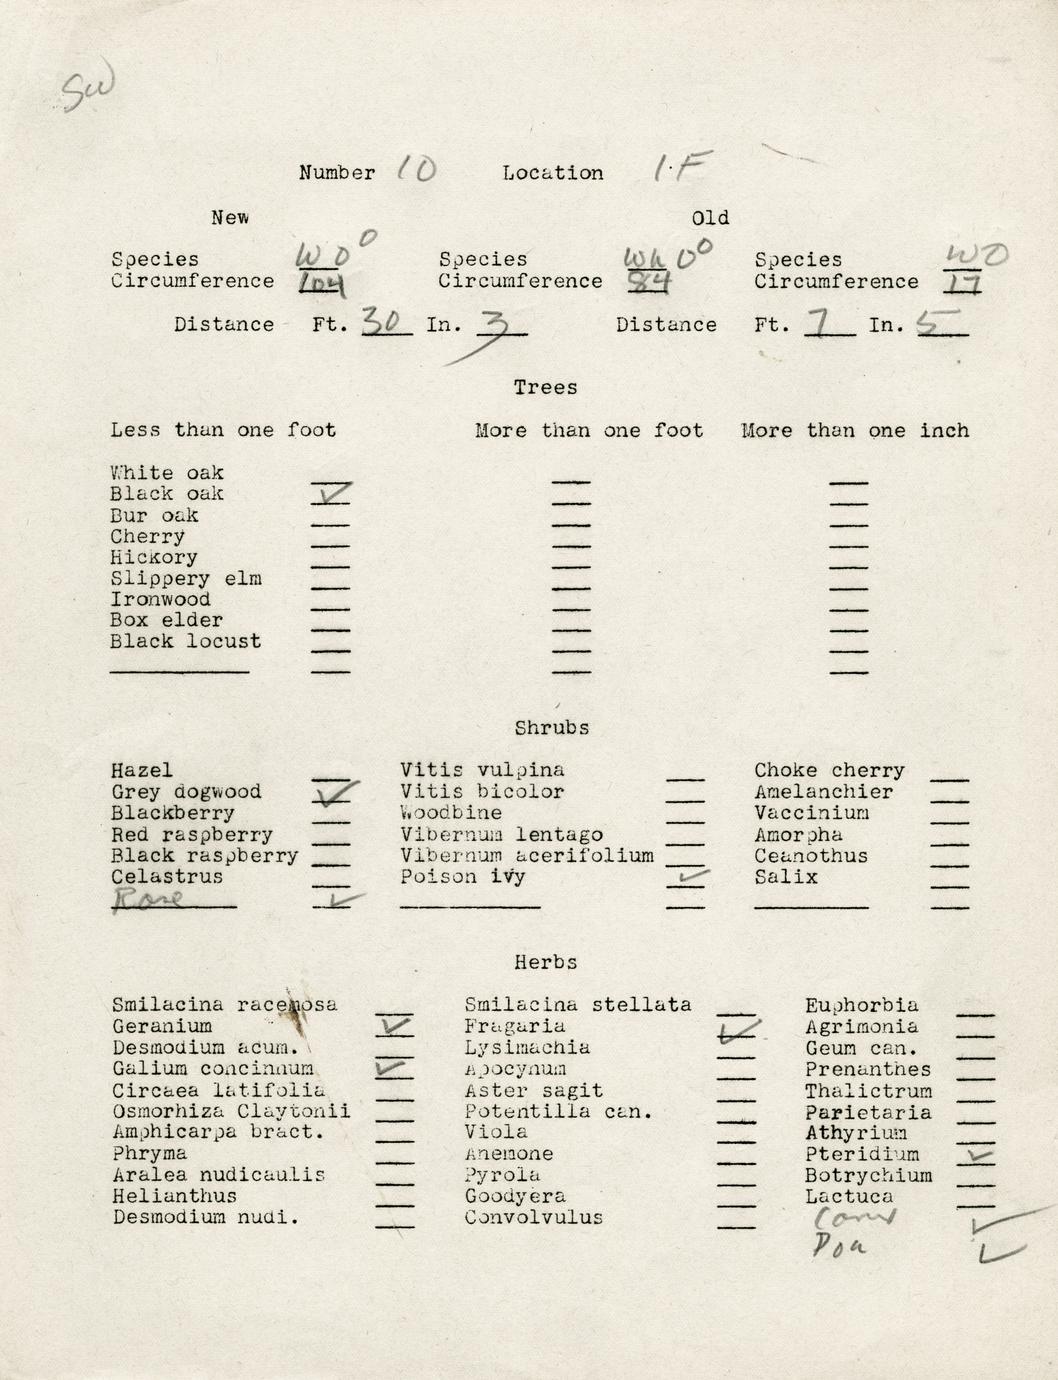 SW
Number 10 Location 1.F
New Old
Species W O° Species Wh O° Species WO
Circumference 104 Circumference 84 Circumference 17
Distance Ft. 30 In. 3 Distance Ft. 7 In. 5
Trees
Less than one foot More than one foot More than one inch
White oak
Black oak ✓
Bur oak
Cherry
Hickory
Slippery elm
Ironwood
Box elder
Black locust
Shrubs
Hazel Vitis vulpina Choke cherry
Grey dogwood ✓ Vitis bicolor Amelanchier
Blackberry Woodbine Vaccinium
Red raspberry Vibernum lentago Amorpha
Black raspberry Vibernum acerifolium Ceanothus
Celastrus Poison ivy ✓ Salix
Rose ✓
Herbs
Smilacina racemosa Smilacina stellata Euphorbia
Geranium ✓ Fragaria ✓ Agrimonia
Desmodium acum. Lysimachia Geum can.
Galium concinnum ✓ Apocynum Prenanthes
Circaea latifolia Aster sagit Thalictrum
Osmorhiza Claytonii Potentilla can. Parietaria
Amphicarpa bract. Viola Athyrium
Phryma Anemone Pteridium ✓
Aralea nudicaulis Pyrola Botrychium
Helianthus Goodyera Lactuca
Desmodium nudi. Convolvulus ✓
Poa ✓